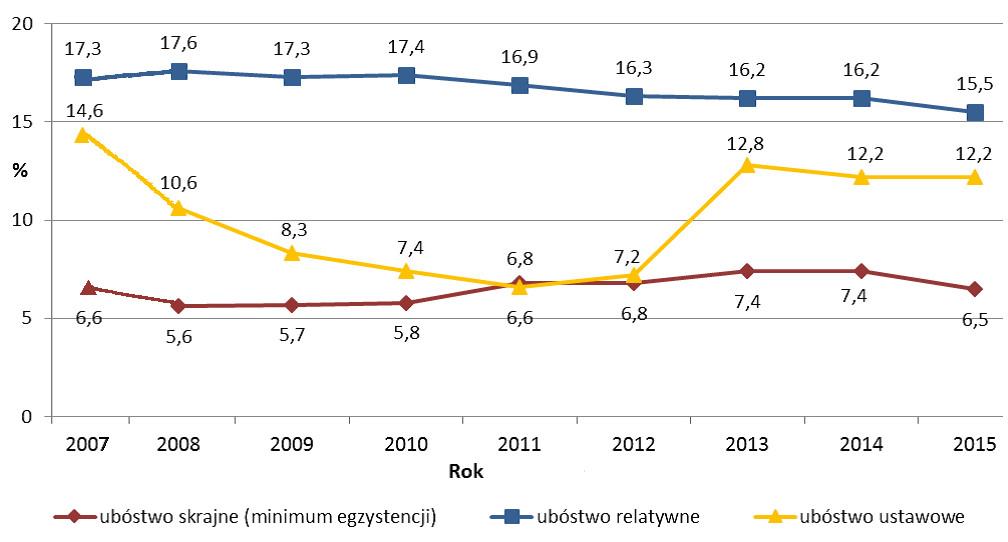 20
17,3 17,6 17,3 17,4 16,9 16,3 16,2 16,2 15,5
14,6
15
%
12,8 12,2 12,2
10,6
10
8,3
7,4
6,8
7,2
5
6,6 5,6 5,7 5,8 6,6 6,8 7,4 7,4 6,5
0
2007 2008 2009 2010 2011 2012 2013 2014 2015
Rok
ubóstwo skrajne (minimum egzystencji) ubóstwo relatywne ubóstwo ustawowe